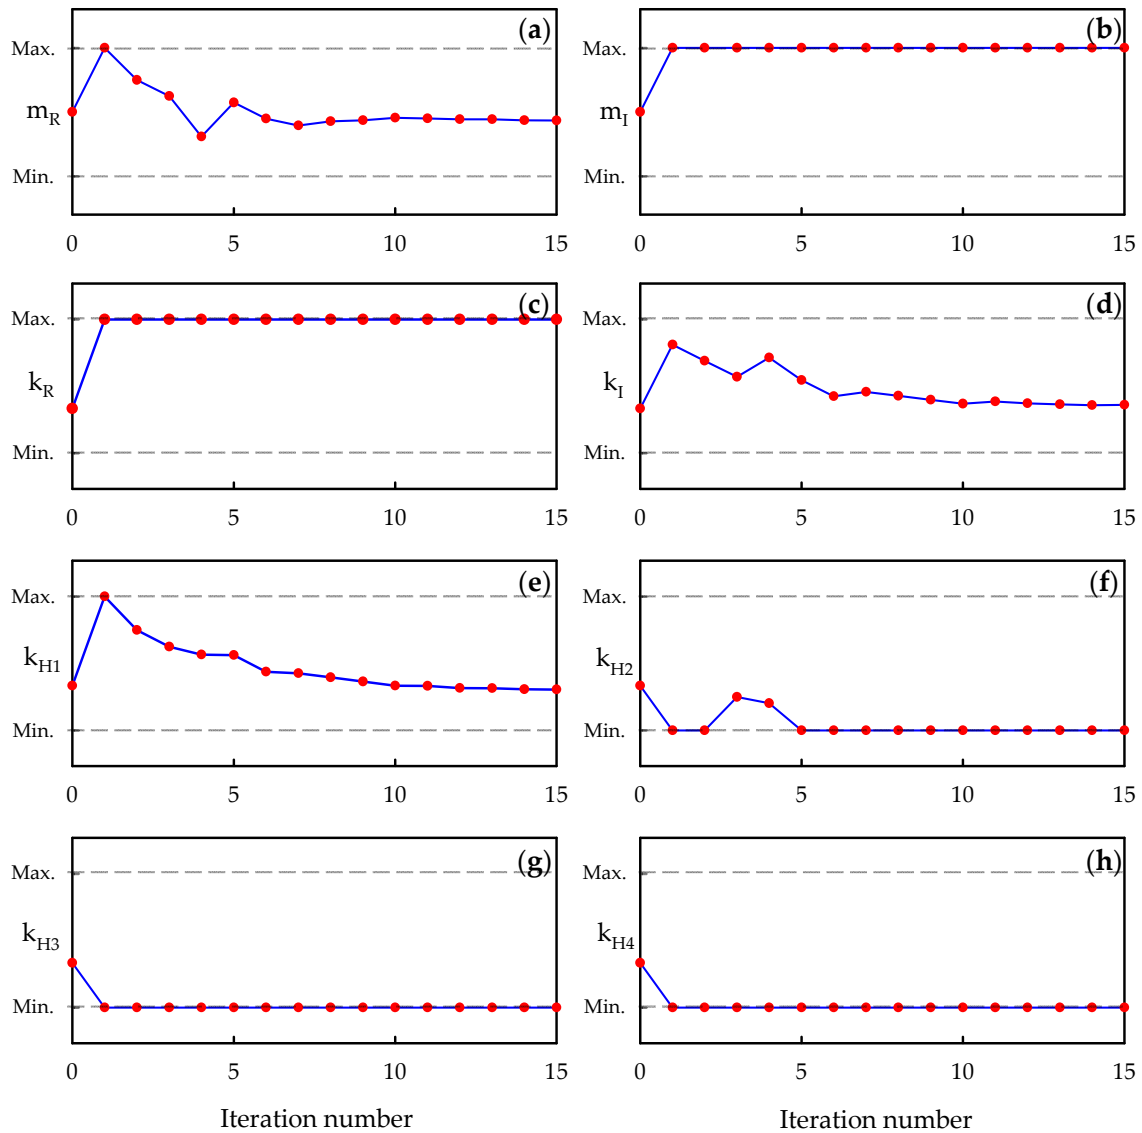 (a)
Max.
m_R
Min.
0 5 10 15
(b)
Max.
m_I
Min.
0 5 10 15
(c)
Max.
k_R
Min.
0 5 10 15
(d)
Max.
k_I
Min.
0 5 10 15
(e)
Max.
k_H1
Min.
0 5 10 15
(f)
Max.
k_H2
Min.
0 5 10 15
(g)
Max.
k_H3
Min.
0 5 10 15
Iteration number
(h)
Max.
k_H4
Min.
0 5 10 15
Iteration number